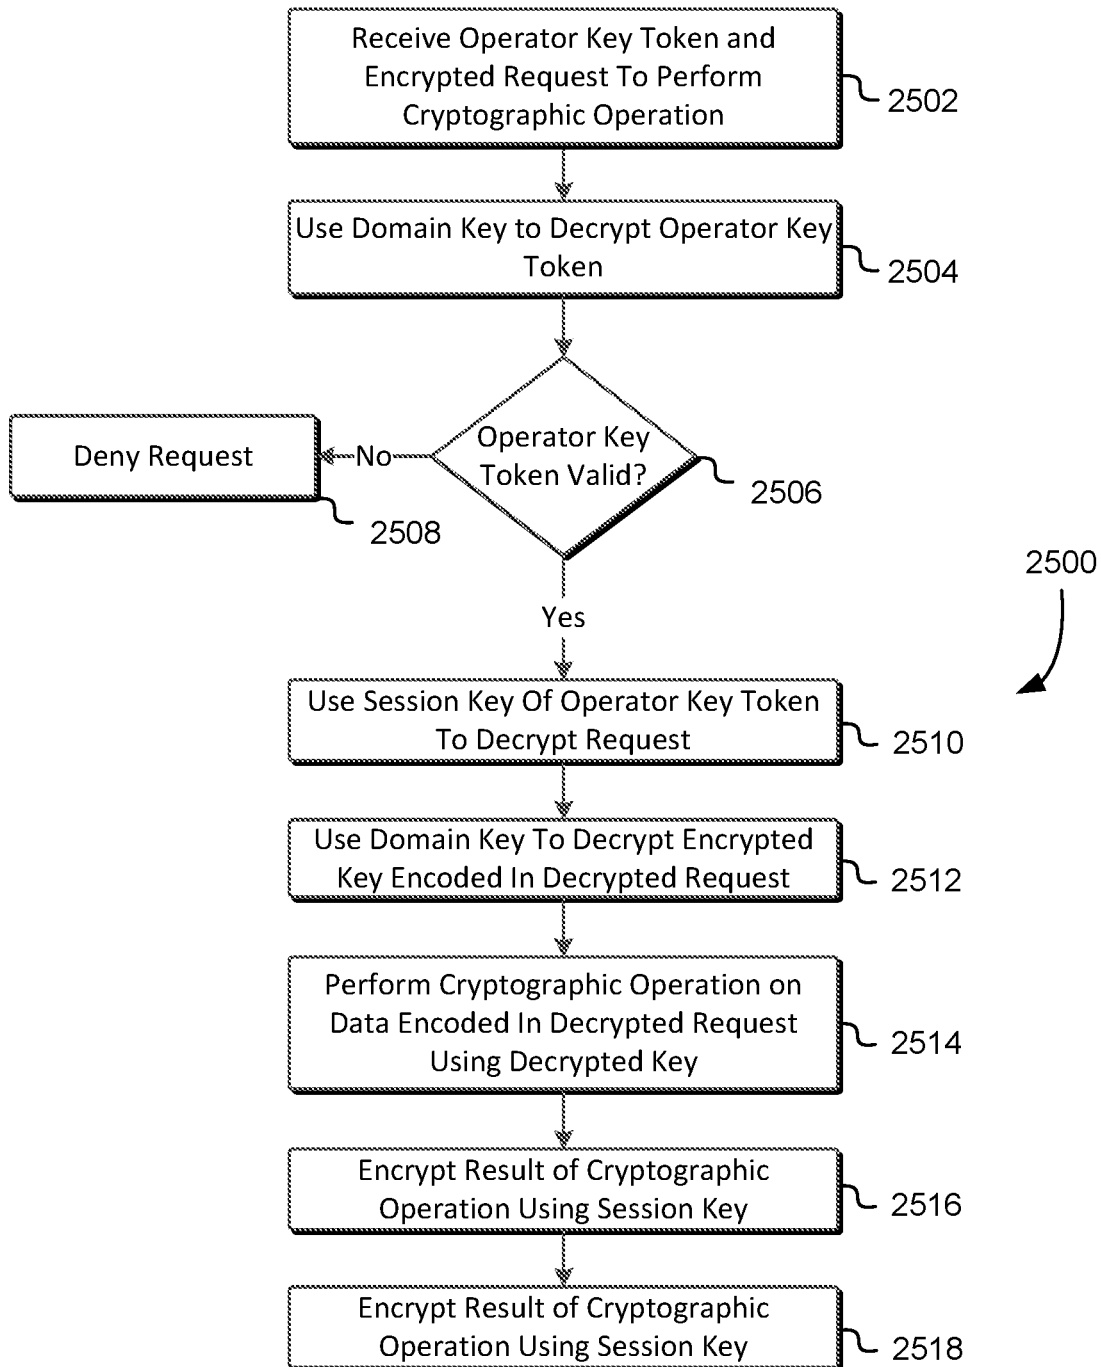 Receive Operator Key Token and
Encrypted Request To Perform
Cryptographic Operation
2502
Use Domain Key to Decrypt Operator Key
Token
2504
Operator Key
Token Valid?
2506
No
Deny Request
2508
2500
Yes
Use Session Key Of Operator Key Token
To Decrypt Request
2510
Use Domain Key To Decrypt Encrypted
Key Encoded In Decrypted Request
2512
Perform Cryptographic Operation on
Data Encoded In Decrypted Request
Using Decrypted Key
2514
Encrypt Result of Cryptographic
Operation Using Session Key
2516
Encrypt Result of Cryptographic
Operation Using Session Key
2518